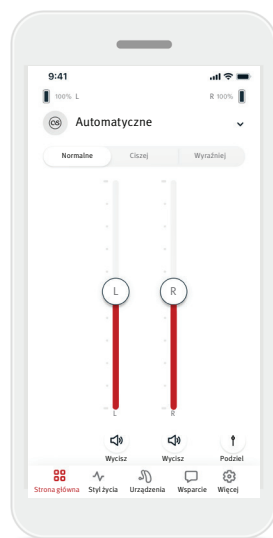 9:41
100% L R 100%
Automatyczne
Normalne Ciszej Wyraźniej
L R
L R
Wycisz Wycisz Podziel
Strona główna Styl życia Urządzenia Wsparcie Więcej